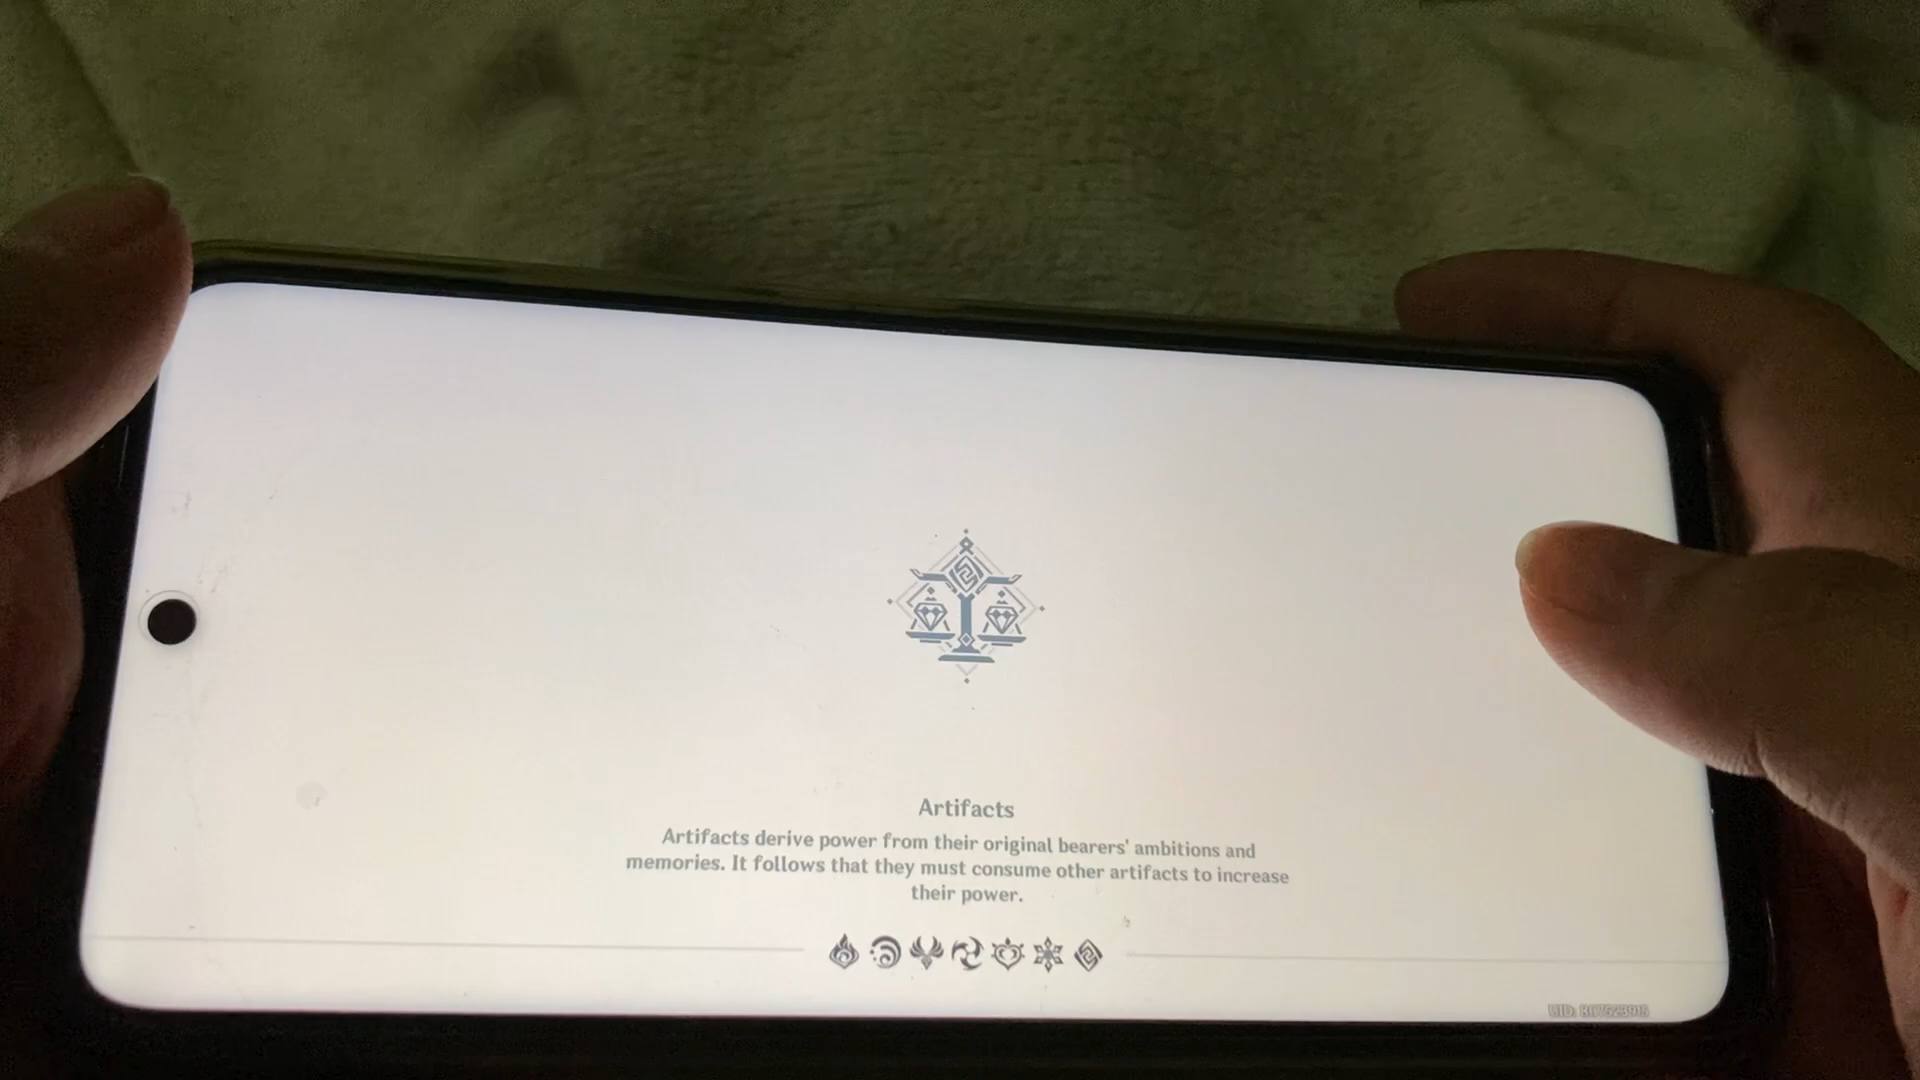 Artifacts
Artifacts derive power from their original bearers' ambitions and
memories. It follows that they must consume other artifacts to increase
their power.
UID: